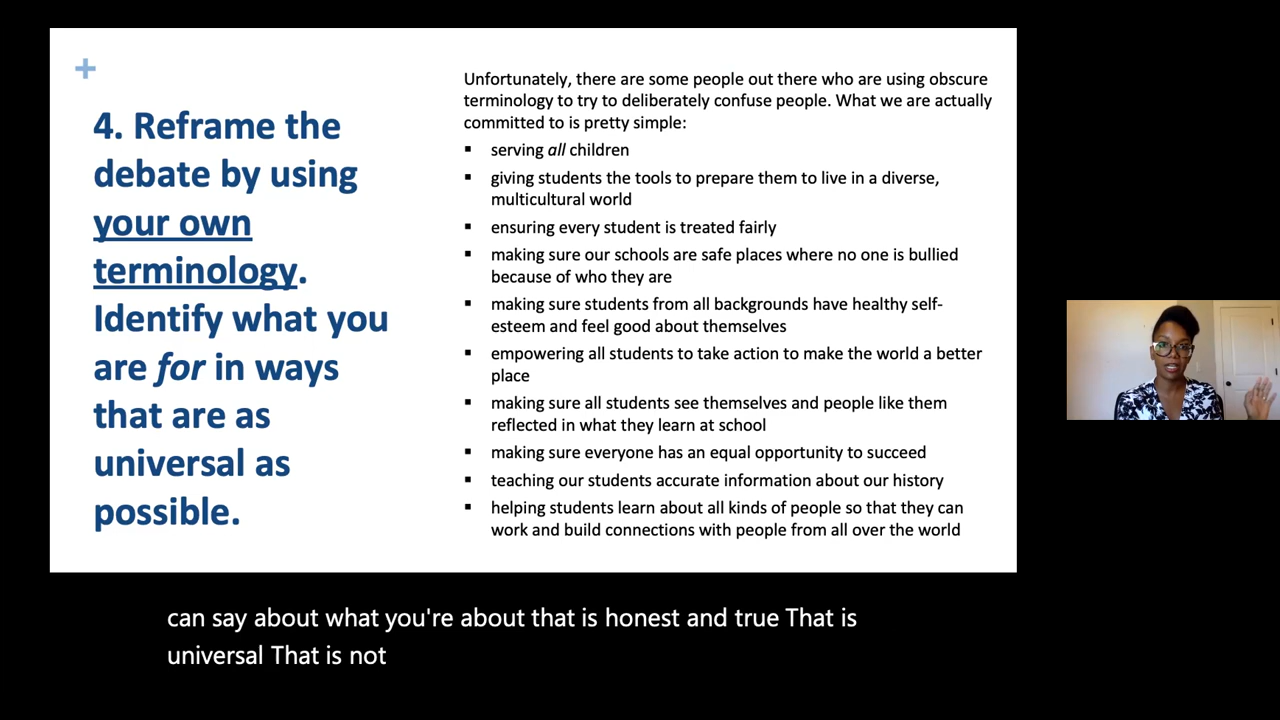 +
4. Reframe the
debate by using
your own
terminology.
Identify what you
are for in ways
that are as
universal as
possible.
Unfortunately, there are some people out there who are using obscure
terminology to try to deliberately confuse people. What we are actually
committed to is pretty simple:
▪ serving all children
▪ giving students the tools to prepare them to live in a diverse,
multicultural world
▪ ensuring every student is treated fairly
▪ making sure our schools are safe places where no one is bullied
because of who they are
▪ making sure students from all backgrounds have healthy self-
esteem and feel good about themselves
▪ empowering all students to take action to make the world a better
place
▪ making sure all students see themselves and people like them
reflected in what they learn at school
▪ making sure everyone has an equal opportunity to succeed
▪ teaching our students accurate information about our history
▪ helping students learn about all kinds of people so that they can
work and build connections with people from all over the world
can say about what you're about that is honest and true That is
universal That is not